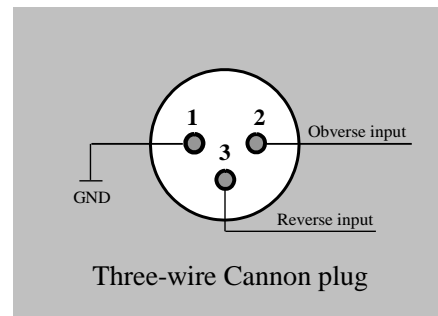 1 2
Obverse input
3
GND
Reverse input
Three-wire Cannon plug